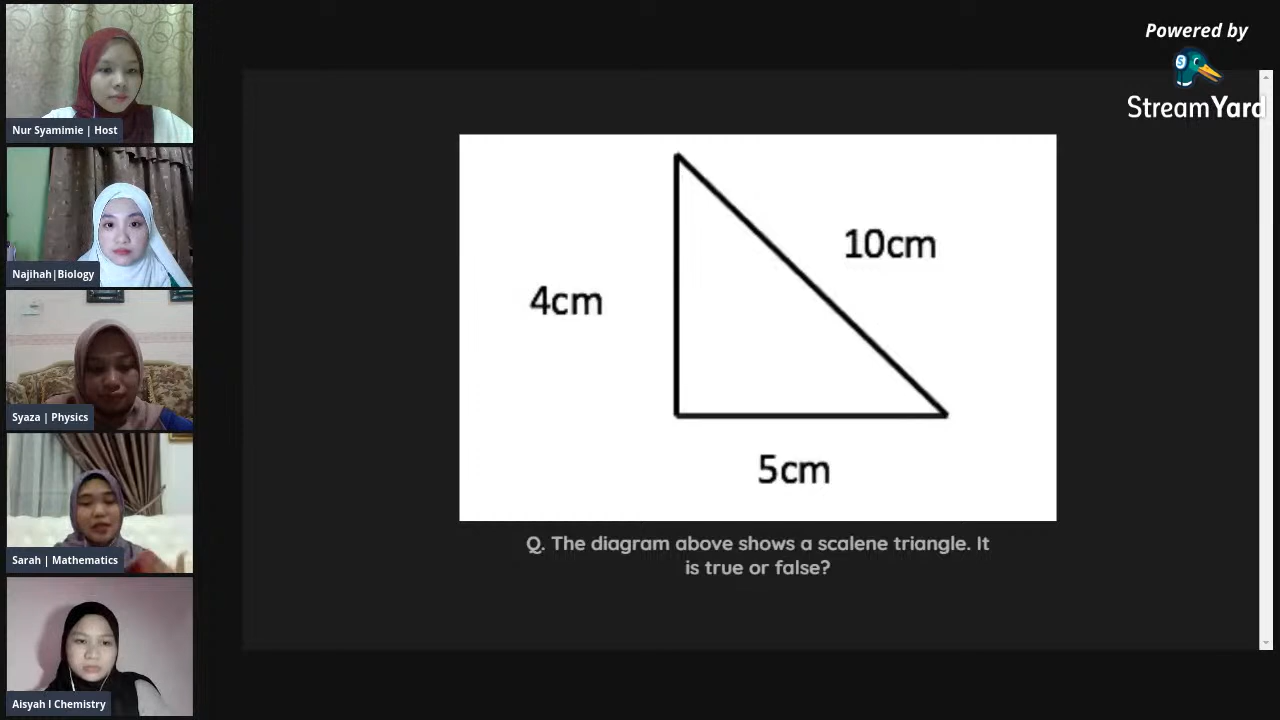 Powered by
StreamYard
Nur Syamimie | Host
Najihah|Biology
Syaza | Physics
Sarah | Mathematics
Aisyah l Chemistry
10cm
4cm
5cm
Q. The diagram above shows a scalene triangle. It
is true or false?